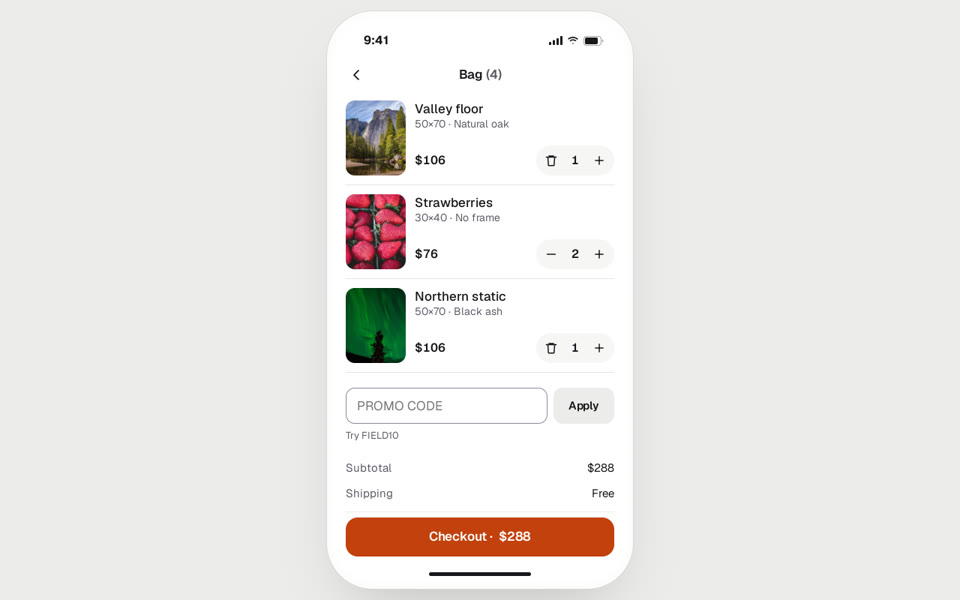 9:41
Bag (4)
Valley floor
50×70 · Natural oak
$106
1
Strawberries
30×40 · No frame
$76
2
Northern static
50×70 · Black ash
$106
1
PROMO CODE
Apply
Try FIELD10
Subtotal
$288
Shipping
Free
Checkout · $288